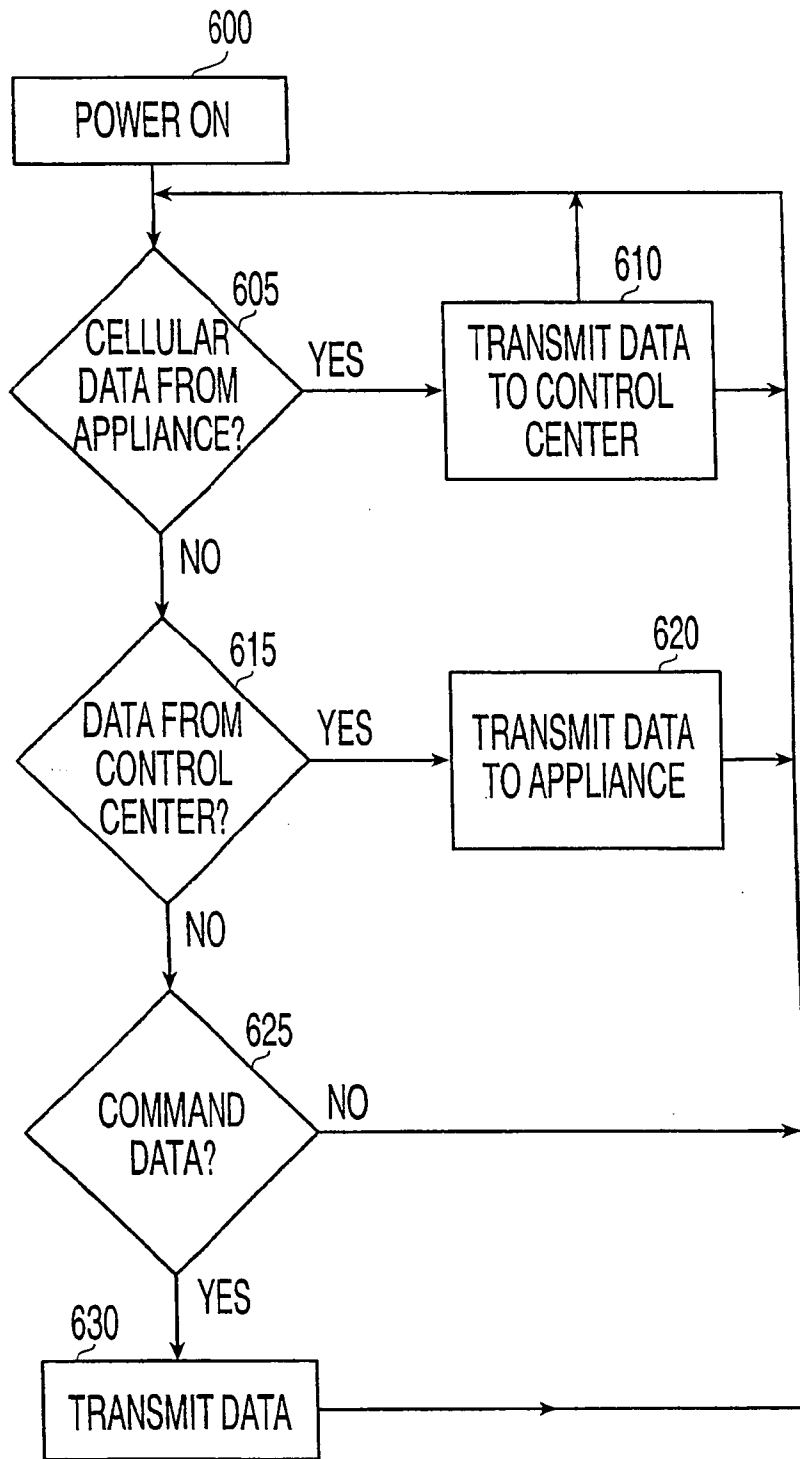 600
POWER ON
605
CELLULAR
DATA FROM
APPLIANCE?
YES
610
TRANSMIT DATA
TO CONTROL
CENTER
NO
615
DATA FROM
CONTROL
CENTER?
YES
620
TRANSMIT DATA
TO APPLIANCE
NO
625
COMMAND
DATA?
NO
YES
630
TRANSMIT DATA